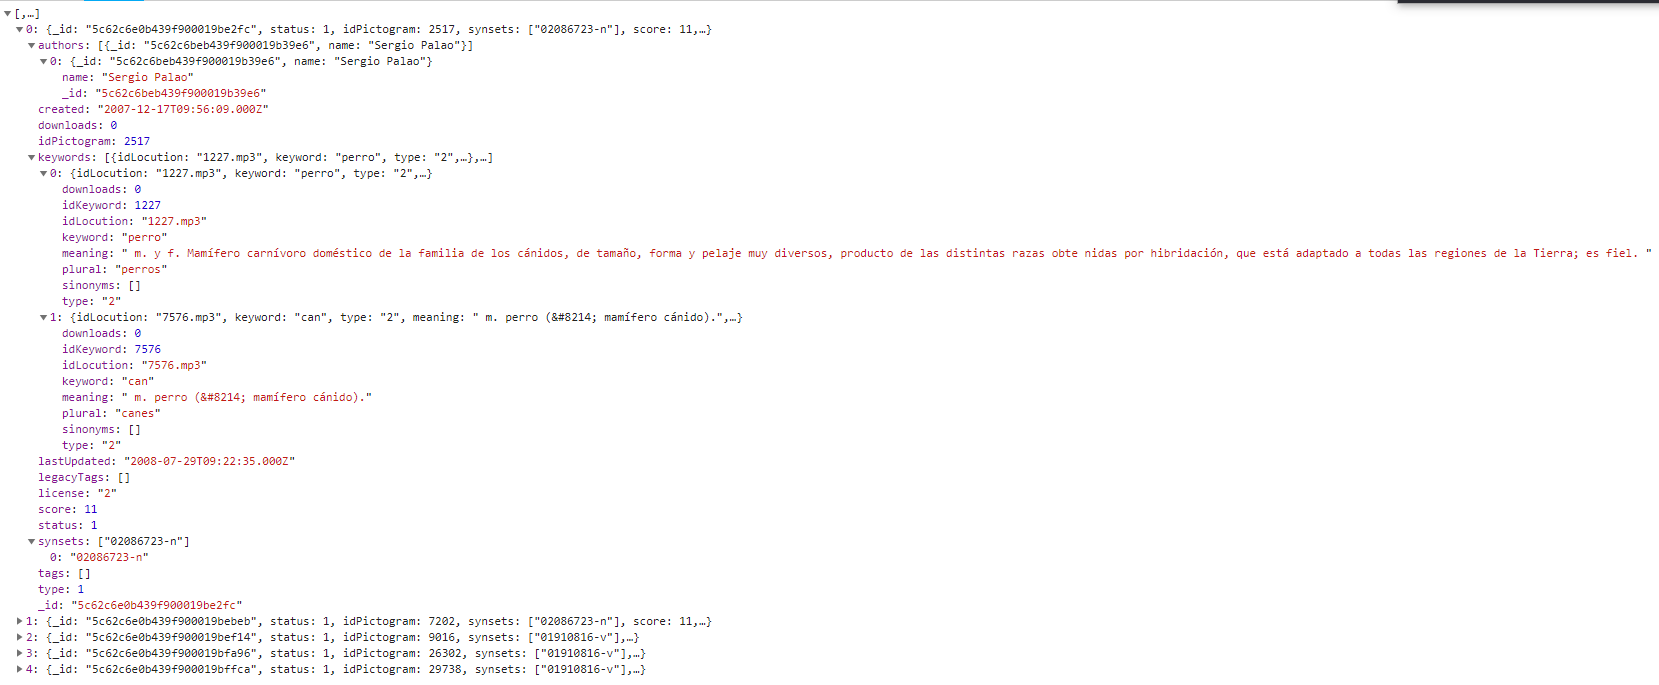 [,…]
0: {_id: "5c62c6e0b439f900019be2fc", status: 1, idPictogram: 2517, synsets: ["02086723-n"], score: 11,…}
authors: [{_id: "5c62c6beb439f900019b39e6", name: "Sergio Palao"}]
0: {_id: "5c62c6beb439f900019b39e6", name: "Sergio Palao"}
name: "Sergio Palao"
_id: "5c62c6beb439f900019b39e6"
created: "2007-12-17T09:56:09.000Z"
downloads: 0
idPictogram: 2517
keywords: [{idLocution: "1227.mp3", keyword: "perro", type: "2",…},…]
0: {idLocution: "1227.mp3", keyword: "perro", type: "2",…}
downloads: 0
idKeyword: 1227
idLocution: "1227.mp3"
keyword: "perro"
meaning: " m. y f. Mamífero carnívoro doméstico de la familia de los cánidos, de tamaño, forma y pelaje muy diversos, producto de las distintas razas obte nidas por hibridación, que está adaptado a todas las regiones de la Tierra; es fiel. "
plural: "perros"
sinonyms: []
type: "2"
1: {idLocution: "7576.mp3", keyword: "can", type: "2", meaning: " m. perro (&#8214; mamífero cánido).",…}
downloads: 0
idKeyword: 7576
idLocution: "7576.mp3"
keyword: "can"
meaning: " m. perro (&#8214; mamífero cánido)."
plural: "canes"
sinonyms: []
type: "2"
lastUpdated: "2008-07-29T09:22:35.000Z"
legacyTags: []
license: "2"
score: 11
status: 1
synsets: ["02086723-n"]
0: "02086723-n"
tags: []
type: 1
_id: "5c62c6e0b439f900019be2fc"
1: {_id: "5c62c6e0b439f900019bebeb", status: 1, idPictogram: 7202, synsets: ["02086723-n"], score: 11,…}
2: {_id: "5c62c6e0b439f900019bef14", status: 1, idPictogram: 9016, synsets: ["01910816-v"],…}
3: {_id: "5c62c6e0b439f900019bfa96", status: 1, idPictogram: 26302, synsets: ["01910816-v"],…}
4: {_id: "5c62c6e0b439f900019bffca", status: 1, idPictogram: 29738, synsets: ["01910816-v"],…}